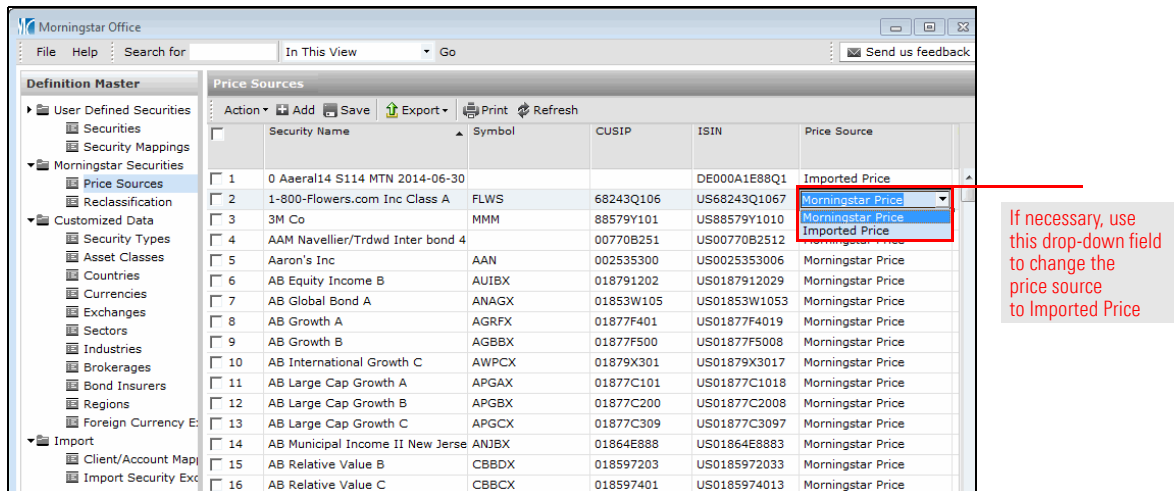 Morningstar Office
File Help Search for In This View Go Send us feedback
Definition Master
User Defined Securities
Securities
Security Mappings
Morningstar Securities
Price Sources
Reclassification
Customized Data
Security Types
Asset Classes
Countries
Currencies
Exchanges
Sectors
Industries
Brokerages
Bond Insurers
Regions
Foreign Currency E
Import
Client/Account Map
Import Security Exc
Price Sources
Action Add Save Export Print Refresh
Security Name Symbol CUSIP ISIN Price Source
1 0 Aaeral14 S114 MTN 2014-06-30 DE000A1E88Q1 Imported Price
2 1-800-Flowers.com Inc Class A FLWS 68243Q106 US68243Q1067 Morningstar Price
Morningstar Price
Imported Price
3 3M Co MMM 88579Y101 US88579Y1010
4 AAM Navellier/Trdwd Inter bond 4 00770B251 US00770B2512
5 Aaron's Inc AAN 002535300 US0025353006 Morningstar Price
6 AB Equity Income B AUIBX 018791202 US0187912029 Morningstar Price
7 AB Global Bond A ANAGX 01853W105 US01853W1053 Morningstar Price
8 AB Growth A AGRFX 01877F401 US01877F4019 Morningstar Price
9 AB Growth B AGBBX 01877F500 US01877F5008 Morningstar Price
10 AB International Growth C AWPCX 01879X301 US01879X3017 Morningstar Price
11 AB Large Cap Growth A APGAX 01877C101 US01877C1018 Morningstar Price
12 AB Large Cap Growth B APGBX 01877C200 US01877C2008 Morningstar Price
13 AB Large Cap Growth C APGCX 01877C309 US01877C3097 Morningstar Price
14 AB Municipal Income II New Jerse ANJBX 01864E888 US01864E8883 Morningstar Price
15 AB Relative Value B CBBDX 018597203 US0185972033 Morningstar Price
16 AB Relative Value C CBBCX 018597401 US0185974013 Morningstar Price
If necessary, use
this drop-down field
to change the
price source
to Imported Price